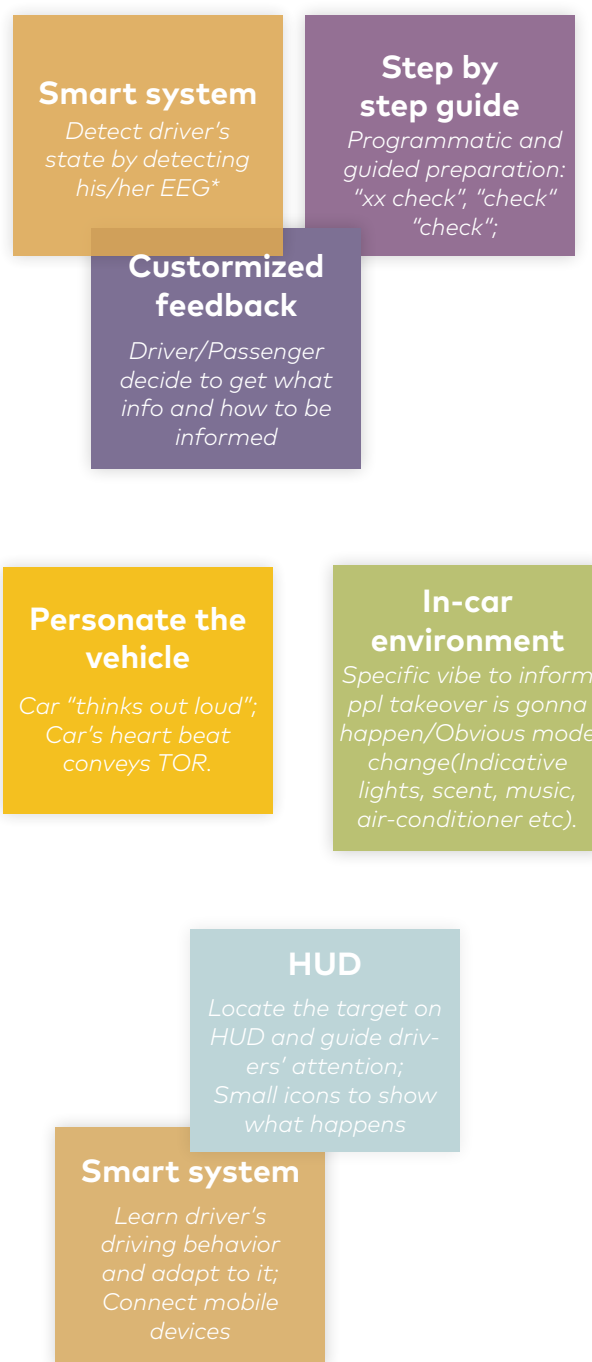 Smart system
Detect driver's
state by detecting
his/her EEG*
Step by
step guide
Programmatic and
guided preparation:
“xx check”, “check“
“check”;
Custormized
feedback
Driver/Passenger
decide to get what
info and how to be
informed
Personate the
vehicle
Car “thinks out loud”;
Car's heart beat
conveys TOR.
In-car
environment
Specific vibe to inform
ppl takeover is gonna
happen/Obvious mode
change(Indicative
lights, scent, music,
air-conditioner etc).
HUD
Locate the target on
HUD and guide driv-
ers' attention;
Small icons to show
what happens
Smart system
Learn driver's
driving behavior
and adapt to it;
Connect mobile
devices